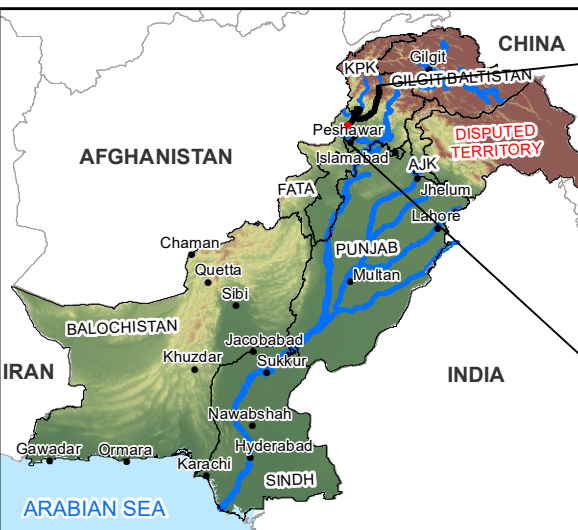 CHINA
Gilgit
KPK
GILGIT BALTISTAN
Peshawar
DISPUTED
TERRITORY
AFGHANISTAN
Islamabad
AJK
FATA
Jhelum
Lahore
Chaman
PUNJAB
Quetta
Multan
Sibi
BALOCHISTAN
Jacobabad
Khuzdar
Sukkur
IRAN
INDIA
Nawabshah
Gawadar
Ormara
Hyderabad
Karachi
SINDH
ARABIAN SEA